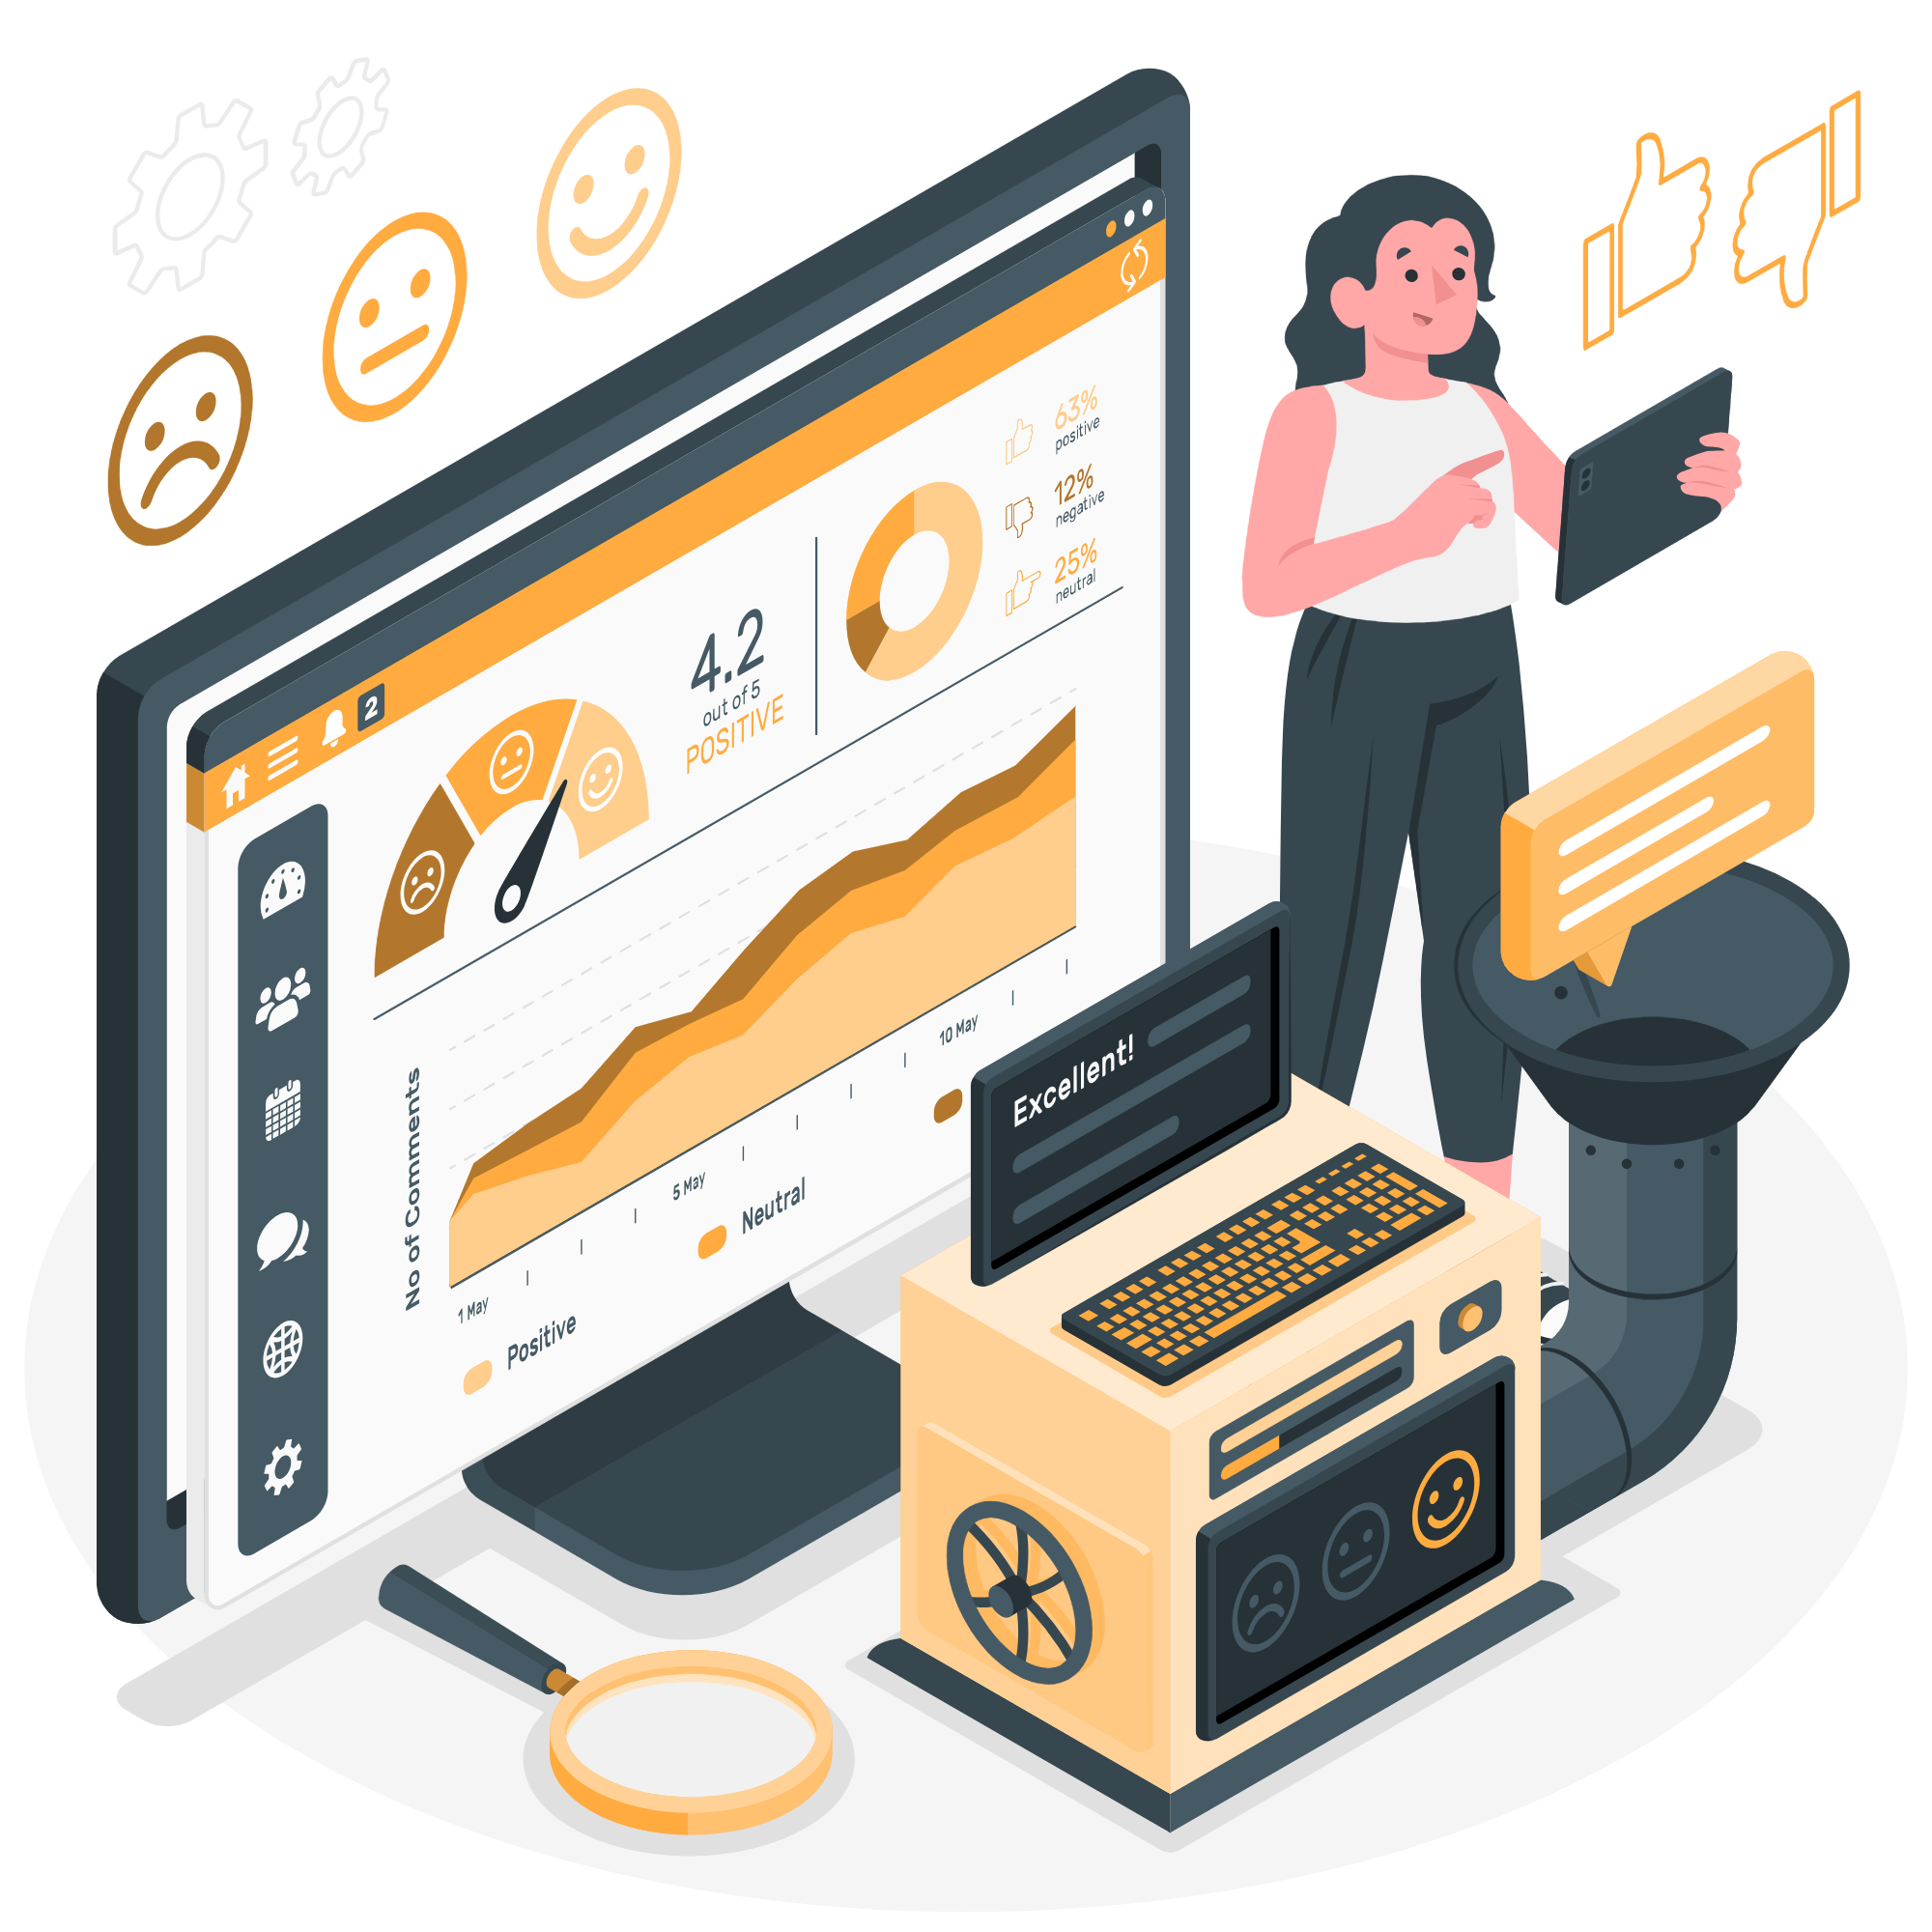 2
4.2
out of 5
POSITIVE
63%
positive
12%
negative
25%
neutral
No of Comments
1 May
5 May
10 May
Positive
Neutral
Excellent!